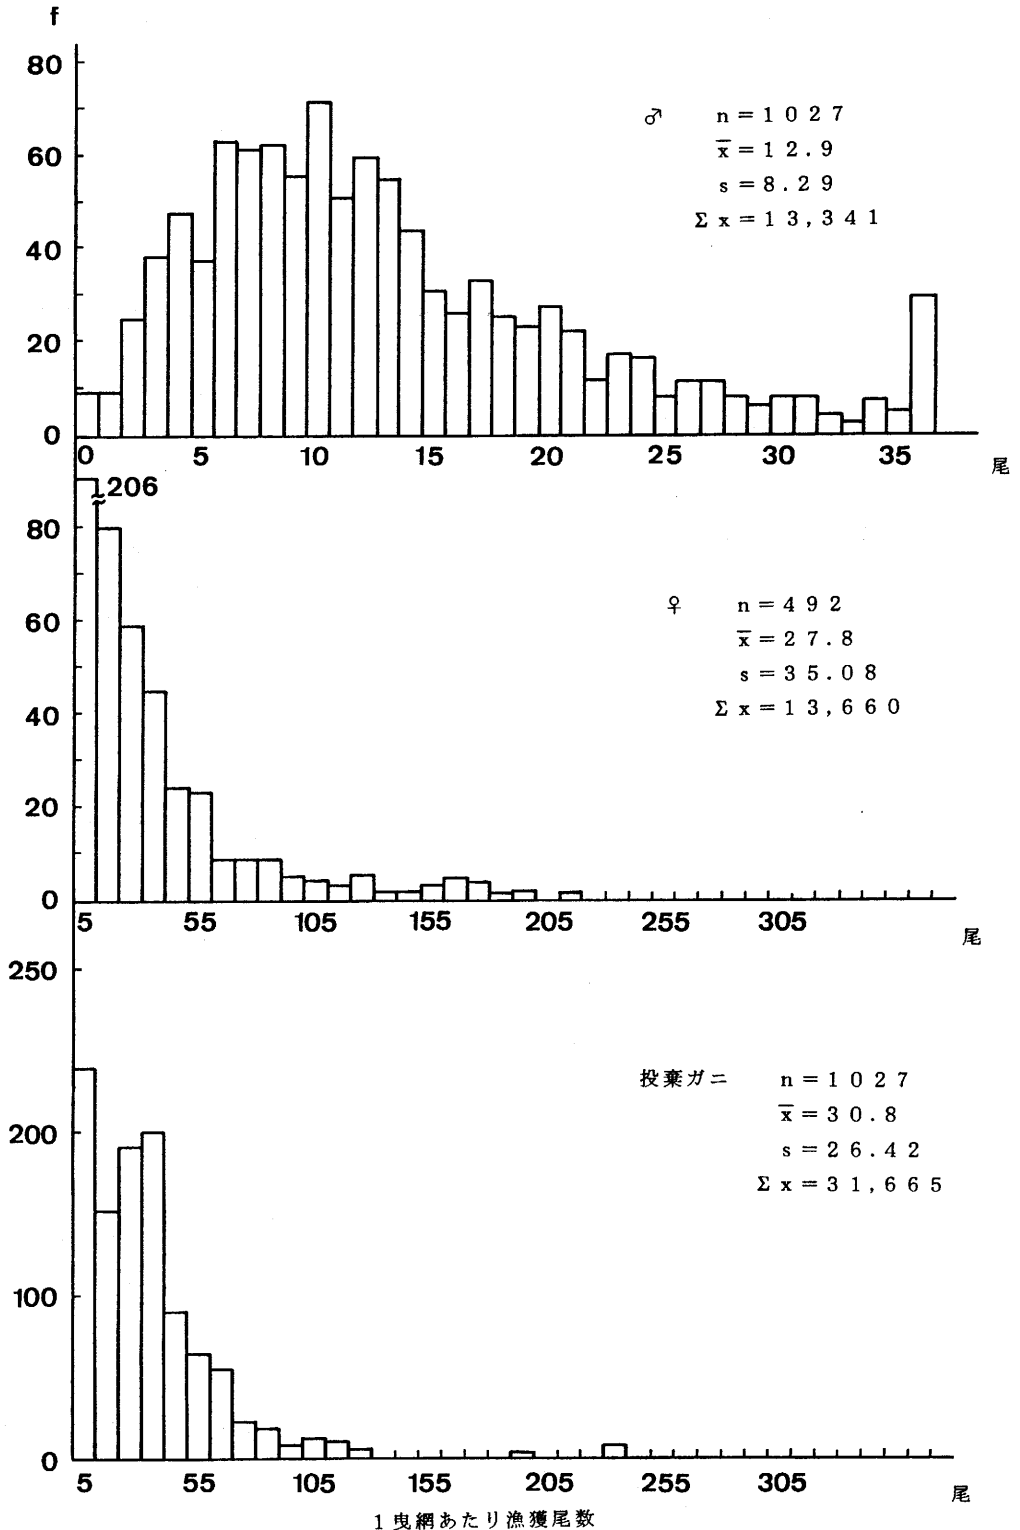 f
80
60
40
20
0
0 5 10 15 20 25 30 35 尾
♂ n=1027
x̄=12.9
s=8.29
Σx=13,341
206
80
60
40
20
0
5 55 105 155 205 255 305 尾
♀ n=492
x̄=27.8
s=35.08
Σx=13,660
250
200
100
0
5 55 105 155 205 255 305 尾
投棄ガニ n=1027
x̄=30.8
s=26.42
Σx=31,665
1曳網あたり漁獲尾数